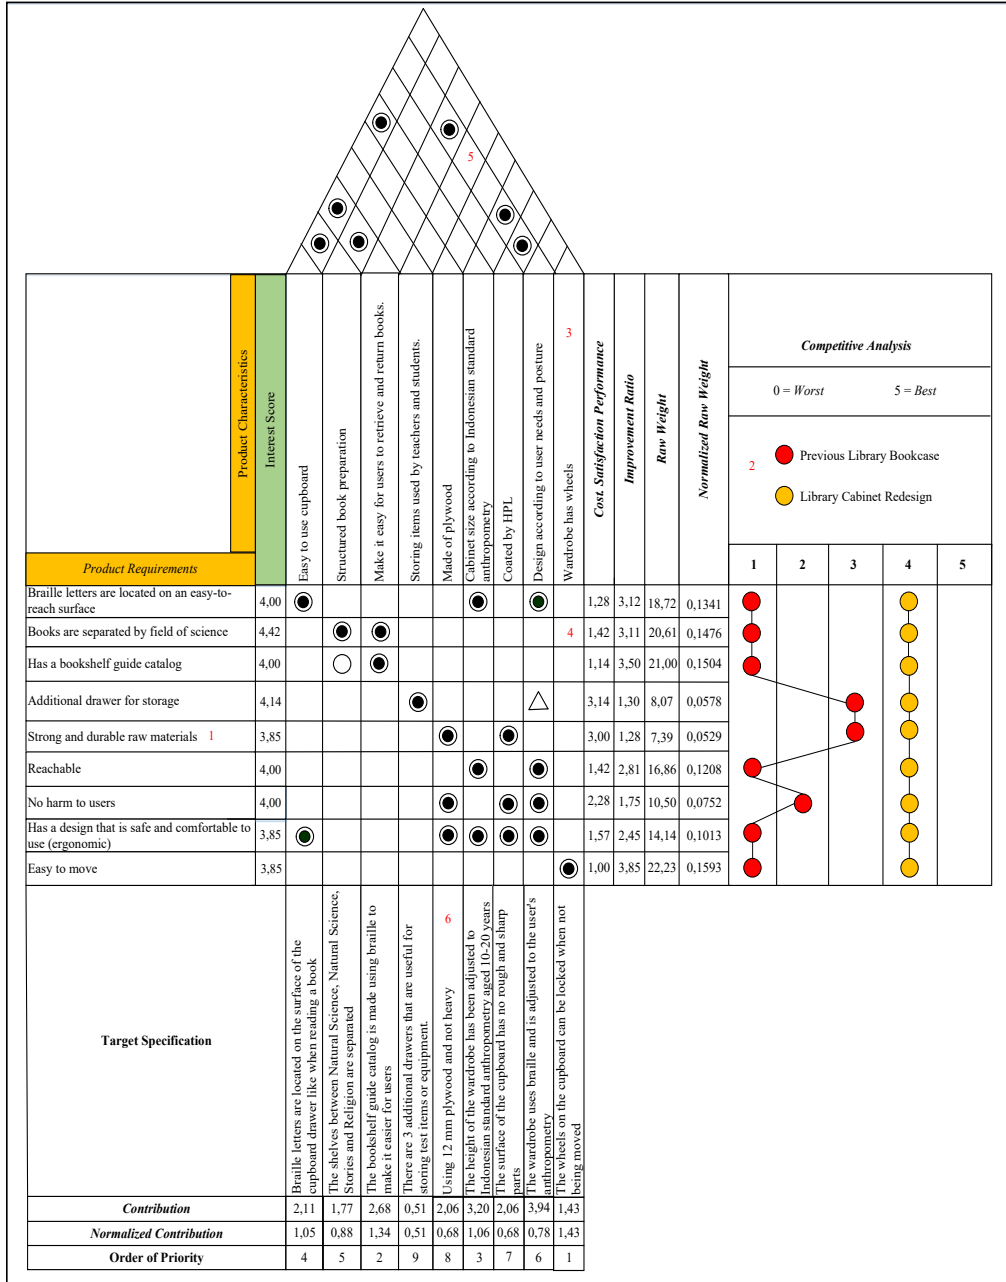 5
Product Characteristics
Interest Score
Easy to use cupboard
Structured book preparation
Make it easy for users to retrieve and return books.
Storing items used by teachers and students.
Made of plywood
Cabinet size according to Indonesian standard
anthropometry
Coated by HPL
Design according to user needs and posture
3
Wardrobe has wheels
Cost. Satisfaction Performance
Improvement Ratio
Raw Weight
Normalized Raw Weight
Competitive Analysis
0 = Worst 5 = Best
2
Previous Library Bookcase
Library Cabinet Redesign
Product Requirements
1 2 3 4 5
Braille letters are located on an easy-to-
reach surface
4,00 1,28 3,12 18,72 0,1341
Books are separated by field of science 4,42 4 1,42 3,11 20,61 0,1476
Has a bookshelf guide catalog 4,00 1,14 3,50 21,00 0,1504
Additional drawer for storage 4,14 3,14 1,30 8,07 0,0578
Strong and durable raw materials 1 3,85 3,00 1,28 7,39 0,0529
Reachable 4,00 1,42 2,81 16,86 0,1208
No harm to users 4,00 2,28 1,75 10,50 0,0752
Has a design that is safe and comfortable to
use (ergonomic)
3,85 1,57 2,45 14,14 0,1013
Easy to move 3,85 1,00 3,85 22,23 0,1593
Target Specification
Braille letters are located on the surface of the
cupboard drawer like when reading a book
The shelves between Natural Science, Natural Science,
Stories and Religion are separated
The bookshelf guide catalog is made using braille to
make it easier for users
There are 3 additional drawers that are useful for
storing test items or equipment.
6
Using 12 mm plywood and not heavy
The height of the wardrobe has been adjusted to
Indonesian standard anthropometry aged 10-20 years
The surface of the cupboard has no rough and sharp
parts
The wardrobe uses braille and is adjusted to the user's
anthropometry
The wheels on the cupboard can be locked when not
being moved
Contribution 2,11 1,77 2,68 0,51 2,06 3,20 2,06 3,94 1,43
Normalized Contribution 1,05 0,88 1,34 0,51 0,68 1,06 0,68 0,78 1,43
Order of Priority 4 5 2 9 8 3 7 6 1